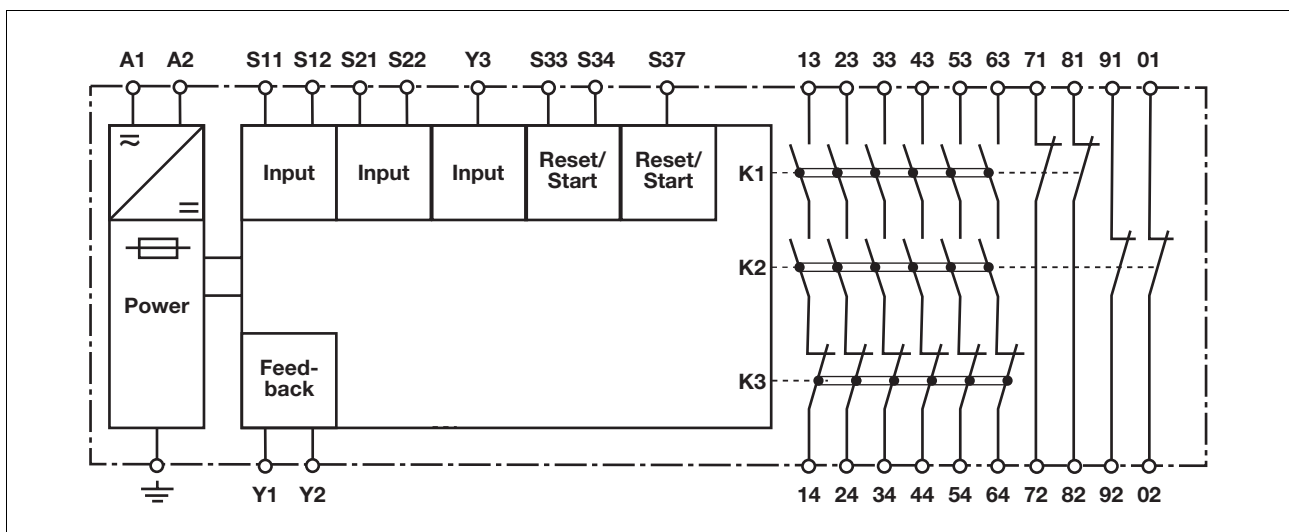 A1 A2 S11 S12 S21 S22 Y3 S33 S34 S37 13 23 33 43 53 63 71 81 91 01
Input Input Input Reset/ Reset/
Start Start
K1
K2
Power
Feed-
back
K3
Y1 Y2 14 24 34 44 54 64 72 82 92 02